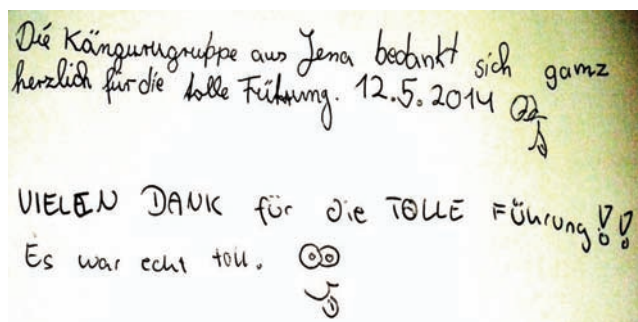 Die Kängurugruppe aus Jena bedankt sich ganz
herzlich für die tolle Führung. 12.5.2014
VIELEN DANK für die TOLLE FÜhrung!!
Es war echt toll.